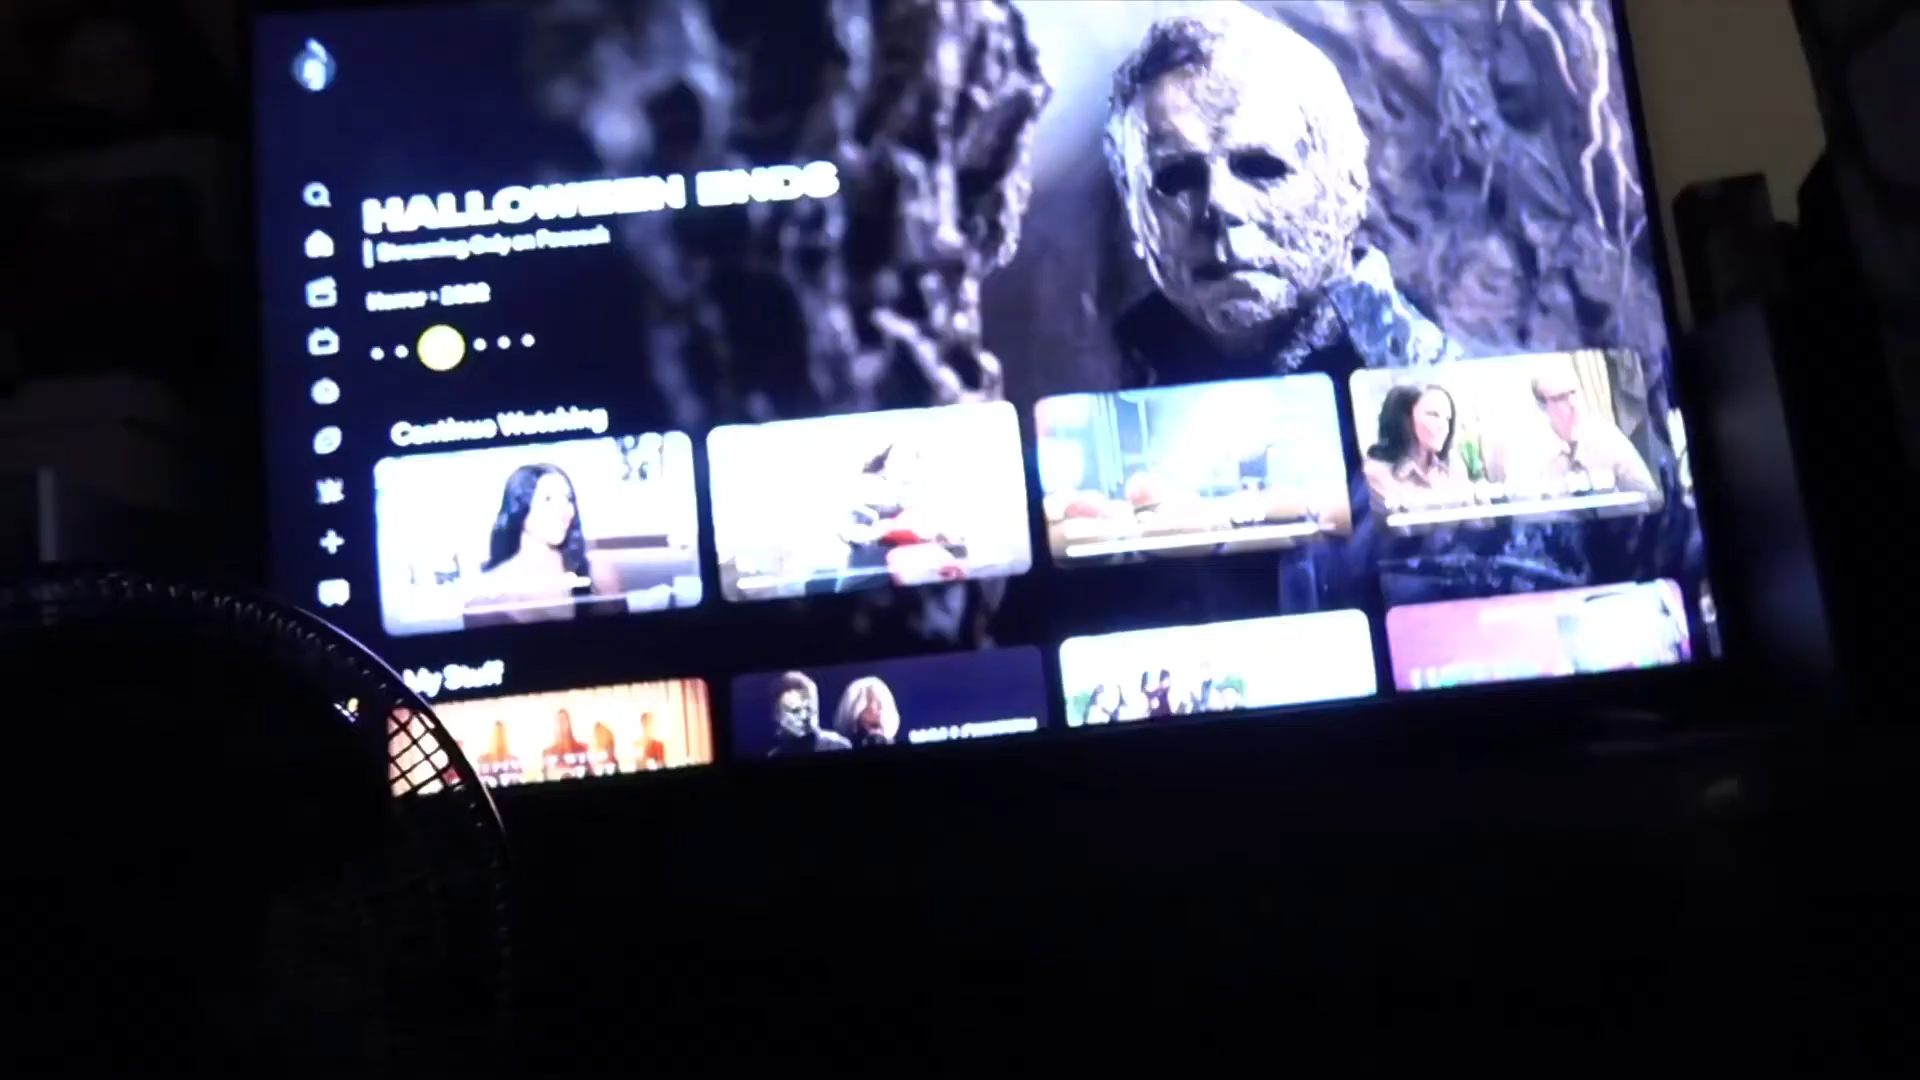 HALLOWEEN ENDS
Streaming Only on Peacock
Horror • 2022
Continue Watching
My Stuff